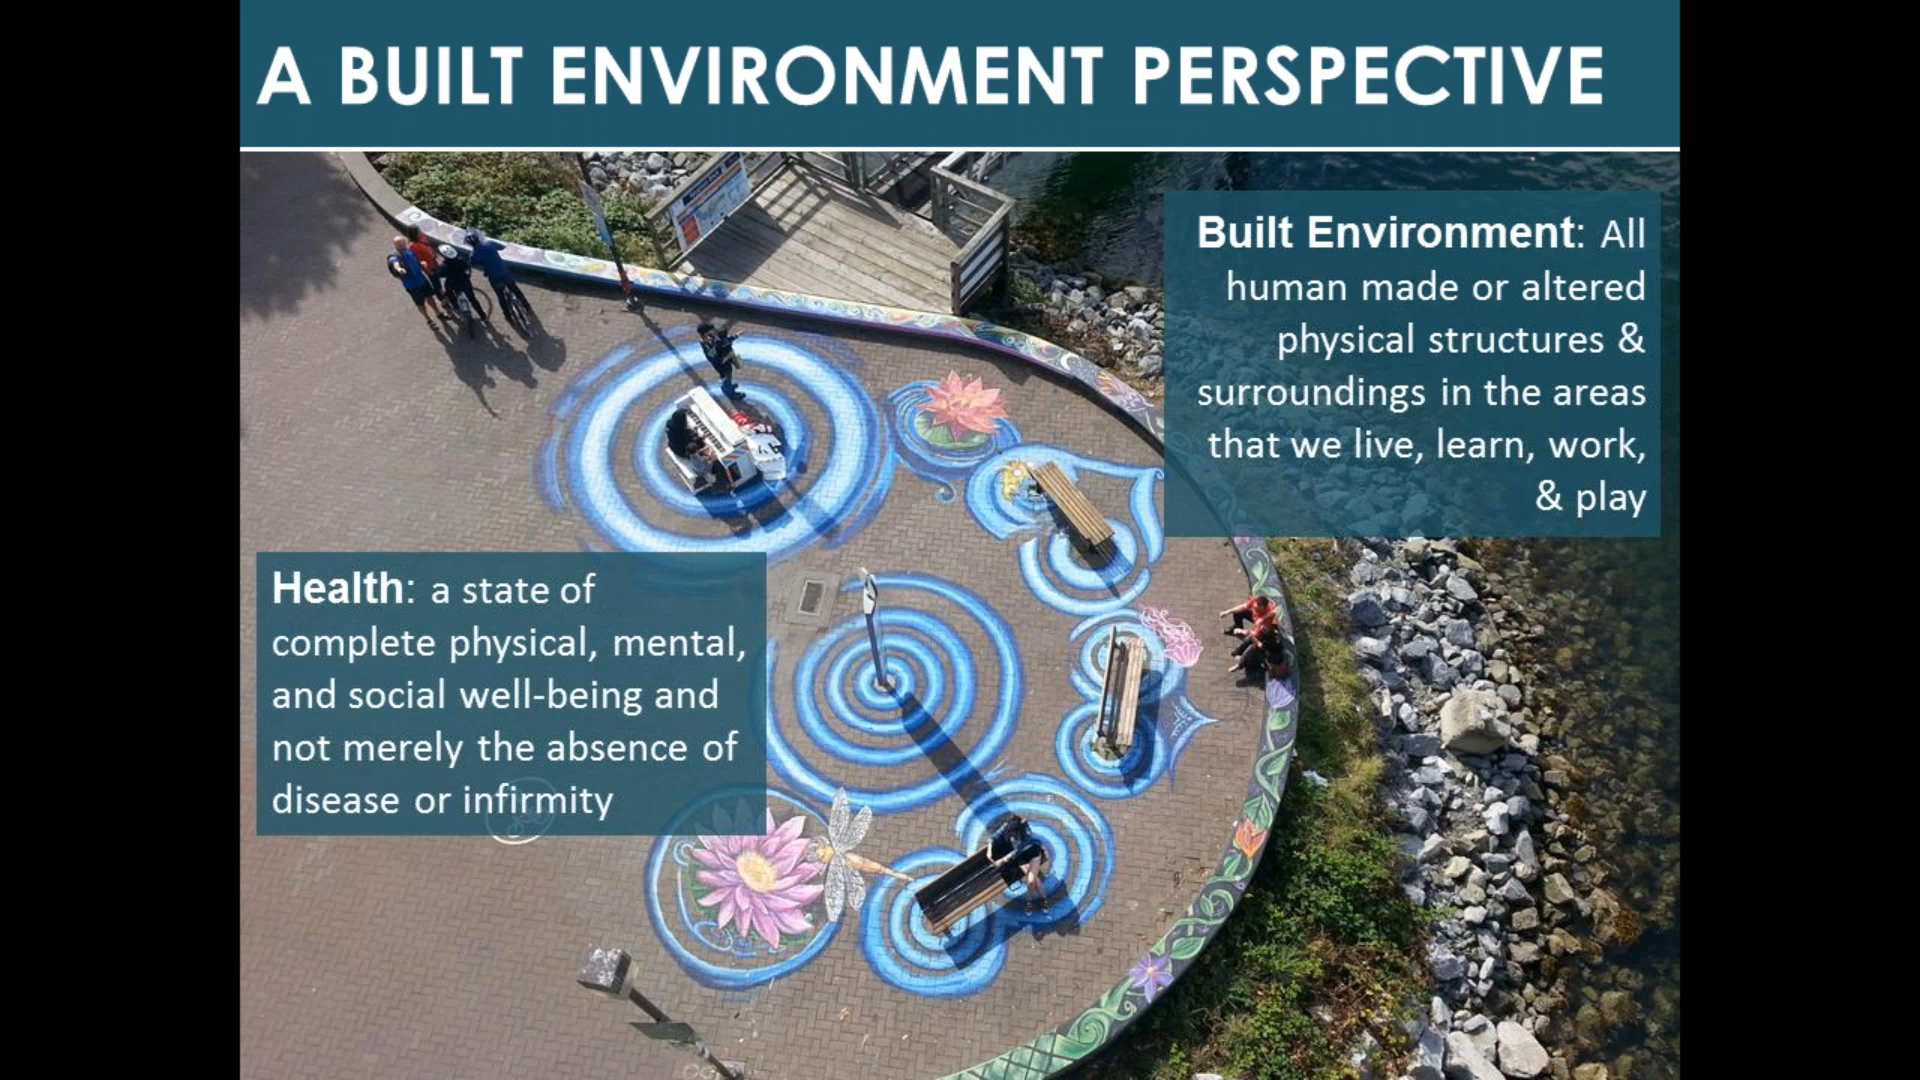 A BUILT ENVIRONMENT PERSPECTIVE
Built Environment: All
human made or altered
physical structures &
surroundings in the areas
that we live, learn, work,
& play
Health: a state of
complete physical, mental,
and social well-being and
not merely the absence of
disease or infirmity